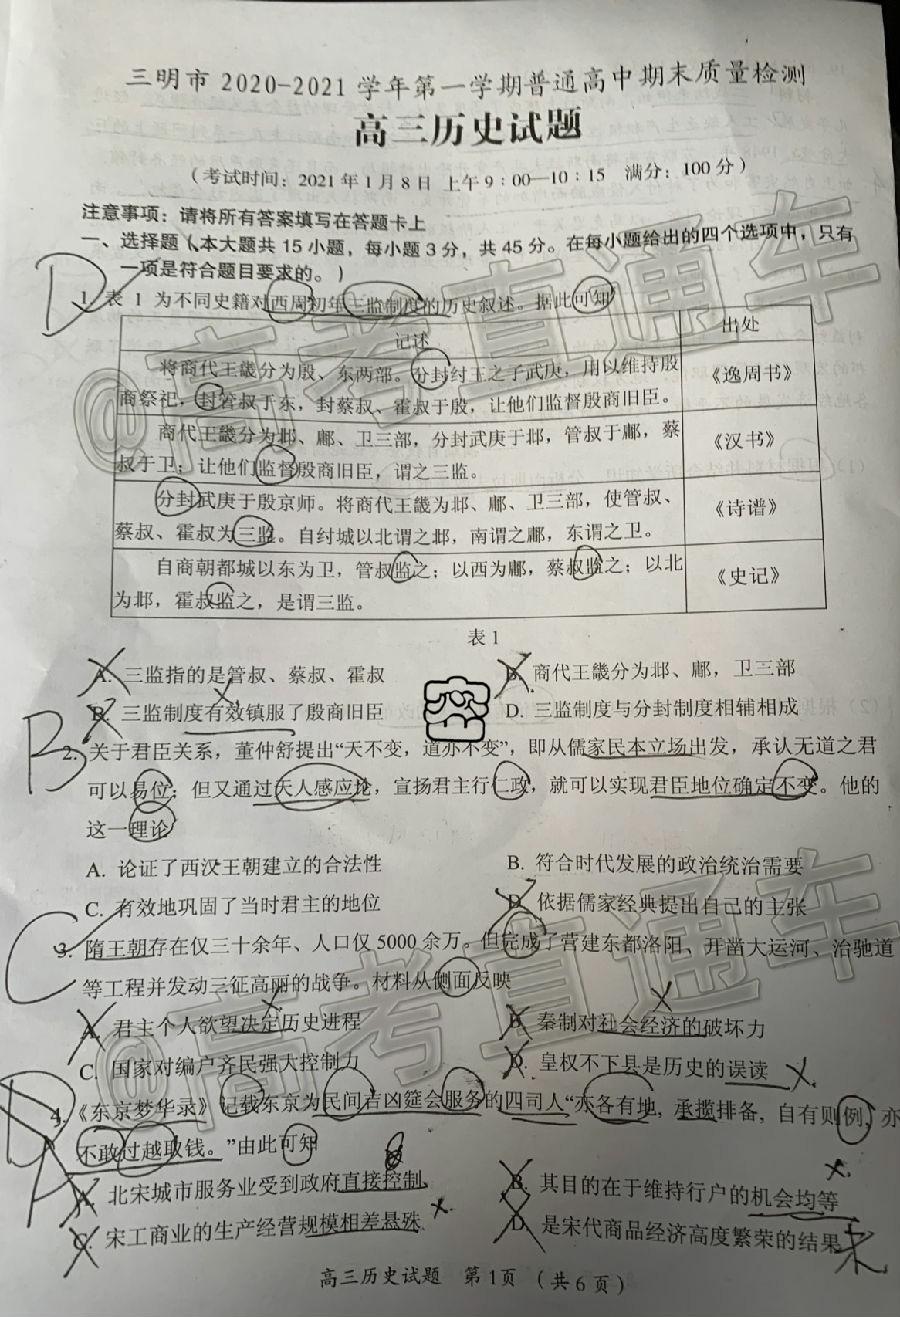 三明市 2020-2021 学年第一学期普通高中期末质量检测
高三历史试题
(考试时间：2021年1月8日 上午9：00—10：15 满分：100分)
注意事项：请将所有答案填写在答题卡上
一、选择题（本大题共 15 小题，每小题 3 分，共 45 分。在每小题给出的四个选项中，只有
一项是符合题目要求的。）
D
1. 表 1 为不同史籍对西周初年三监制度的历史叙述。据此可知
记述 出处
将商代王畿分为殷、东两部。分封纣王之子武庚，用以维持殷
商祭祀，封管叔于东，封蔡叔、霍叔于殷，让他们监督殷商旧臣。
《逸周书》
商代王畿分为邶、鄘、卫三部，分封武庚于邶，管叔于鄘，蔡
叔于卫；让他们监督殷商旧臣，谓之三监。
《汉书》
分封武庚于殷京师。将商代王畿为邶、鄘、卫三部，使管叔、
蔡叔、霍叔为三监。自纣城以北谓之邶，南谓之鄘，东谓之卫。
《诗谱》
自商朝都城以东为卫，管叔监之；以西为鄘，蔡叔监之；以北
为邶，霍叔监之，是谓三监。
《史记》
表 1
A. 三监指的是管叔、蔡叔、霍叔 B. 商代王畿分为邶、鄘，卫三部
三监制度有效镇服了殷商旧臣 D. 三监制度与分封制度相辅相成
B
2. 关于君臣关系，董仲舒提出“天不变，道亦不变”，即从儒家民本立场出发，承认无道之君
可以易位；但又通过天人感应论，宣扬君主行仁政，就可以实现君臣地位确定不变。他的
这一理论
A. 论证了西汉王朝建立的合法性 B. 符合时代发展的政治统治需要
C. 有效地巩固了当时君主的地位 D. 依据儒家经典提出自己的主张
C
3. 隋王朝存在仅三十余年、人口仅 5000 余万。但完成了营建东都洛阳、开凿大运河、治驰道
等工程并发动三征高丽的战争。材料从侧面反映
A. 君主个人欲望决定历史进程 B. 秦制对社会经济的破坏力
C. 国家对编户齐民强大控制力 D. 皇权不下县是历史的误读
4. 《东京梦华录》记载东京为民间吉凶筵会服务的四司人“亦各有地，承揽排备，自有则例，亦
不敢过越取钱。”由此可知
A
A. 北宋城市服务业受到政府直接控制 B. 其目的在于维持行户的机会均等
C. 宋工商业的生产经营规模相差悬殊 D. 是宋代商品经济高度繁荣的结果
高三历史试题 第 1页 （共 6 页）
@高考直通车
@高考直通车